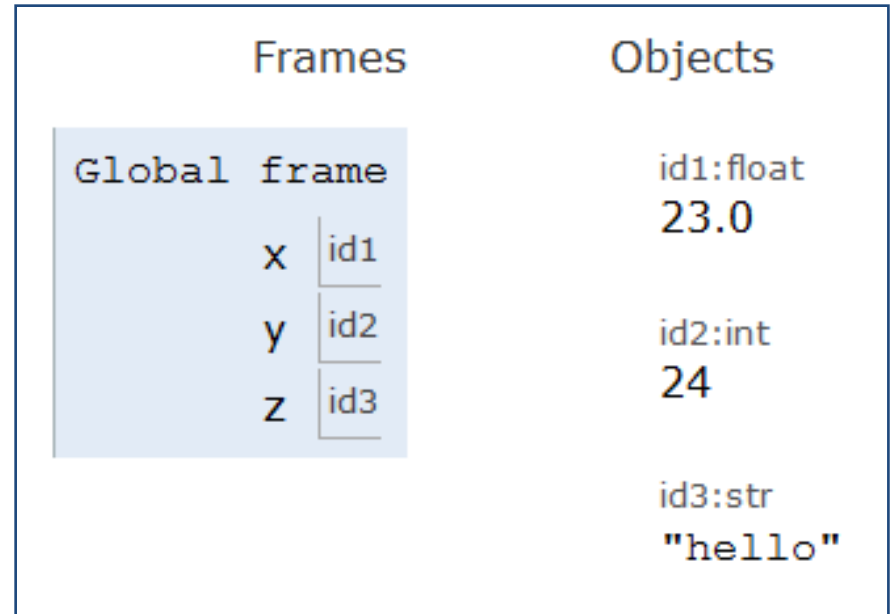 Frames Objects
Global frame
x id1
y id2
z id3
id1:float
23.0
id2:int
24
id3:str
"hello"